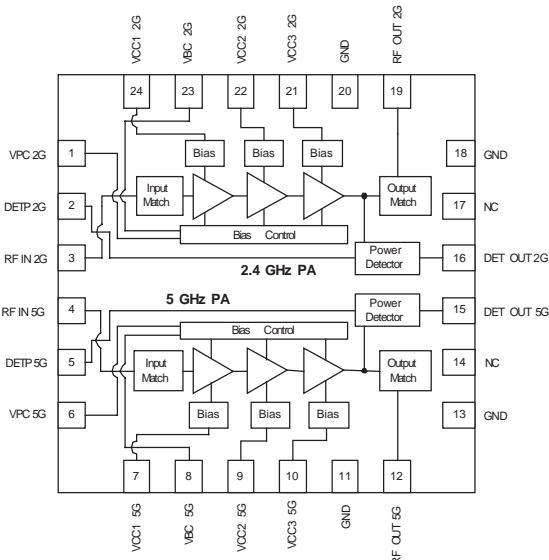 VCC1 2G
VBC 2G
VCC2 2G
VCC3 2G
GND
RF OUT 2G
24
23
22
21
20
19
VPC 2G
1
DETP 2G
2
RF IN 2G
3
RF IN 5G
4
DETP 5G
5
VPC 5G
6
18
GND
17
NC
16
DET OUT 2G
15
DET OUT 5G
14
NC
13
GND
Bias
Bias
Bias
Input
Match
Output
Match
Bias Control
Power
Detector
2.4 GHz PA
5 GHz PA
Power
Detector
Bias Control
Input
Match
Output
Match
Bias
Bias
Bias
7
8
9
10
11
12
VCC1 5G
VBC 5G
VCC2 5G
VCC3 5G
GND
RF OUT 5G